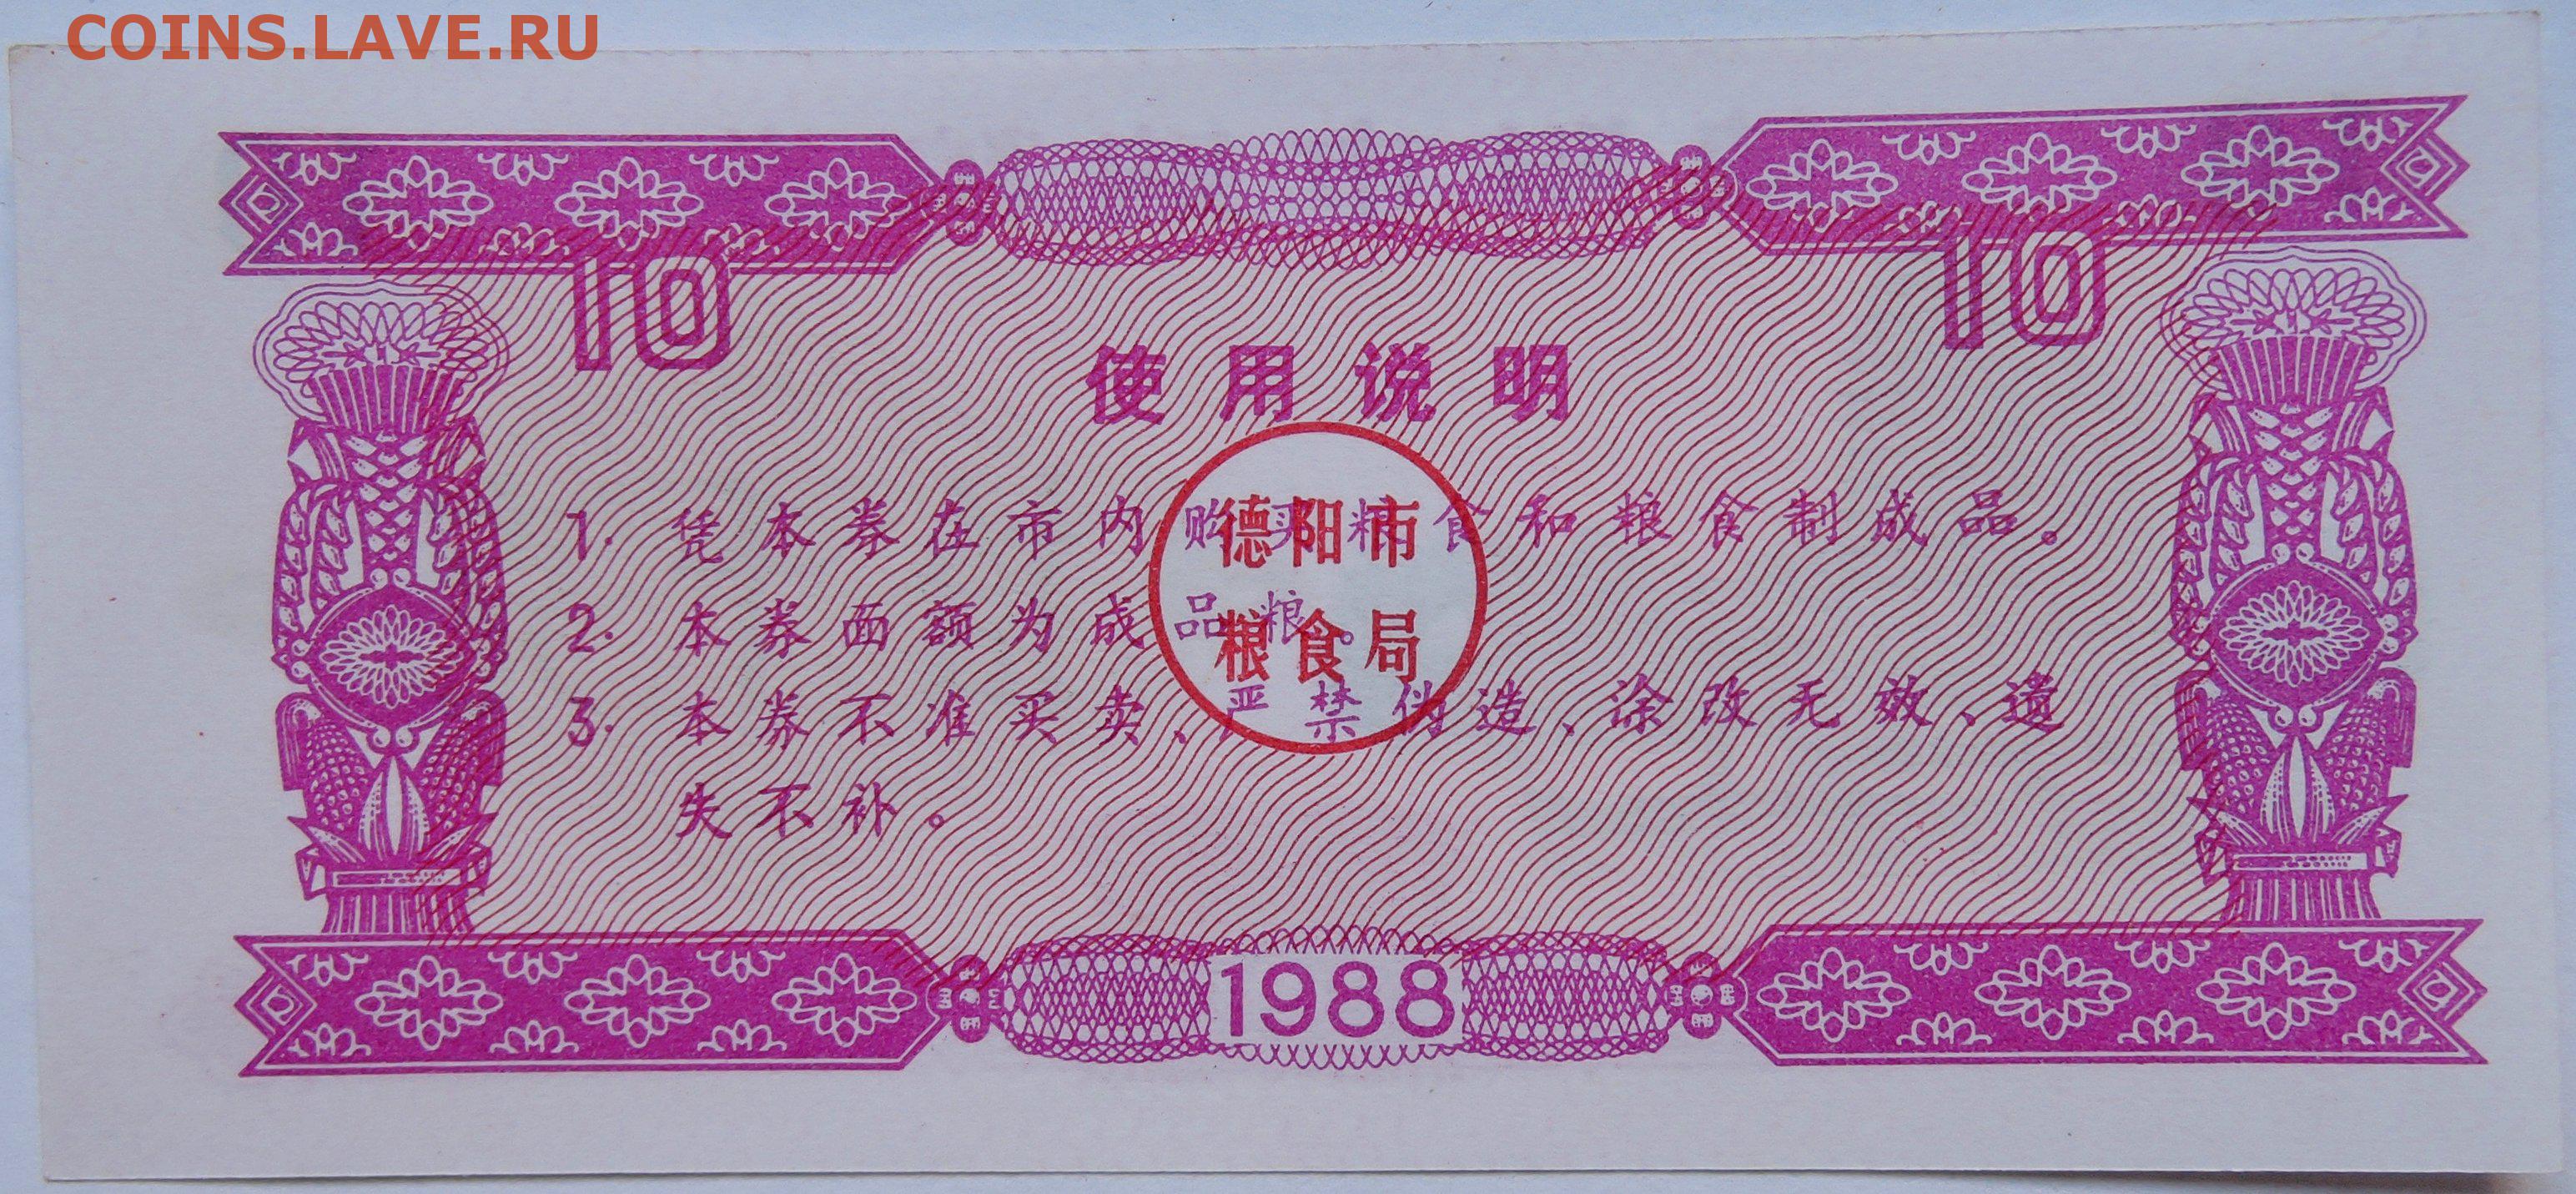 COINS.LAVE.RU
10 10
使用说明
1. 凭本券在市内购买粮食和粮食制成品。
2. 本券面额为成品粮。
3. 本券不准买卖、严禁伪造、涂改无效、遗
失不补。
德阳市
粮食局
1988